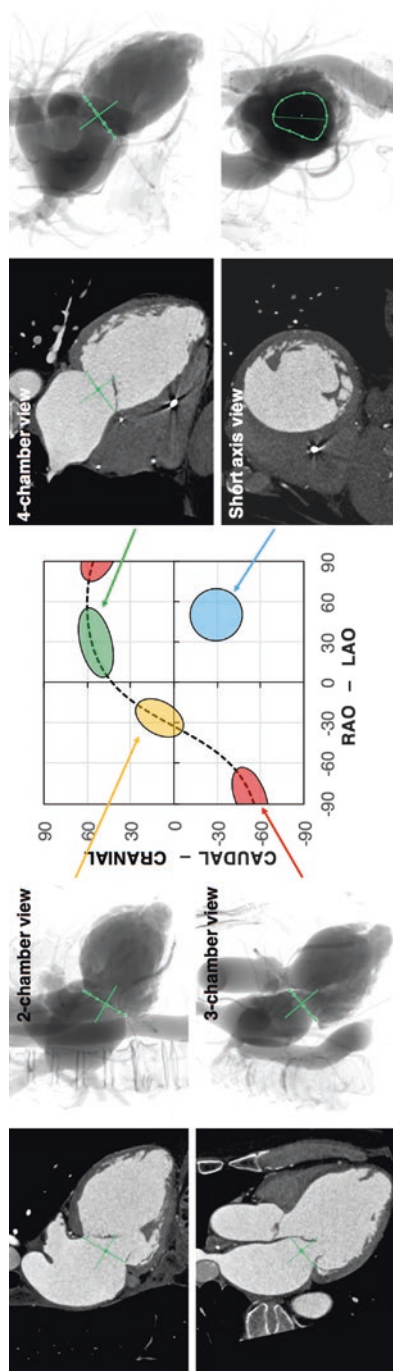 2-chamber view
3-chamber view
90
60
30
0
-30
-60
-90
CAUDAL – CRANIAL
-90
-60
-30
0
30
60
90
RAO – LAO
4-chamber view
Short axis view